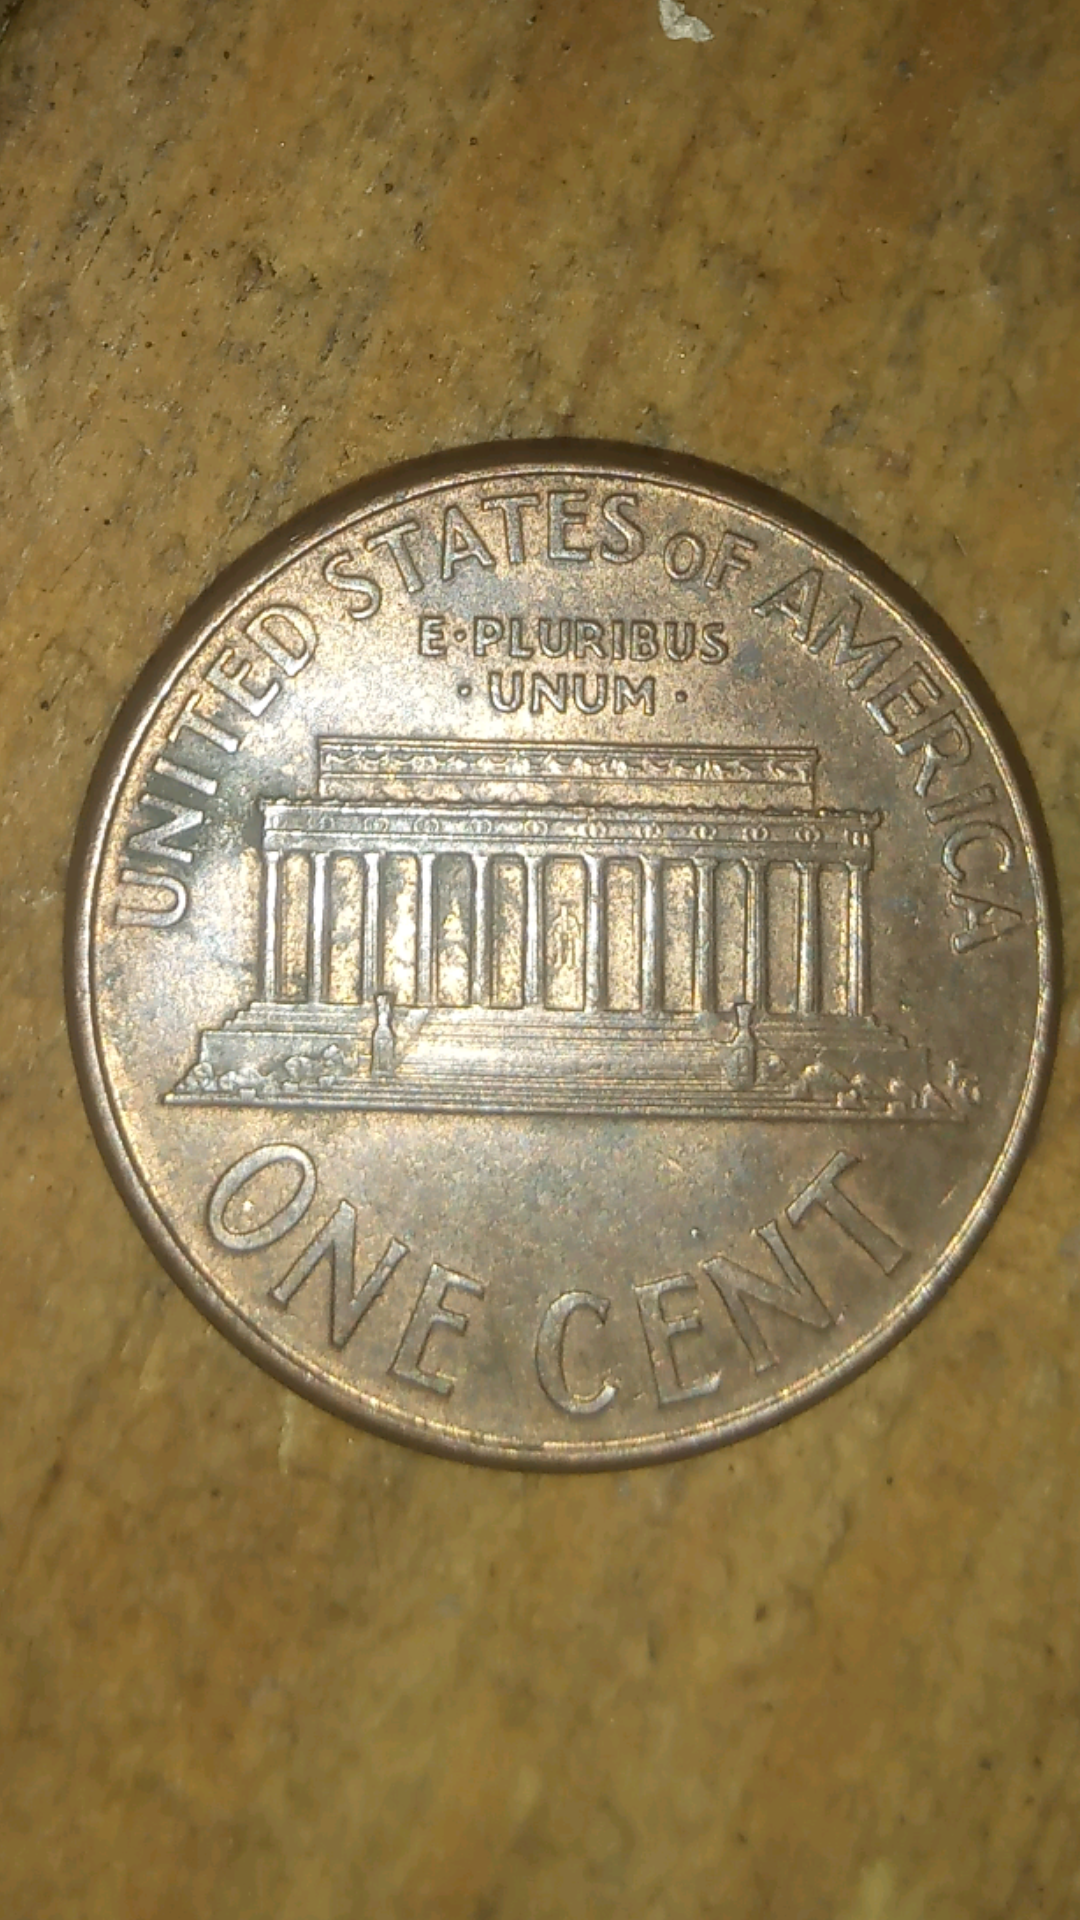 UNITED STATES OF AMERICA
E·PLURIBUS
·UNUM·
ONE CENT